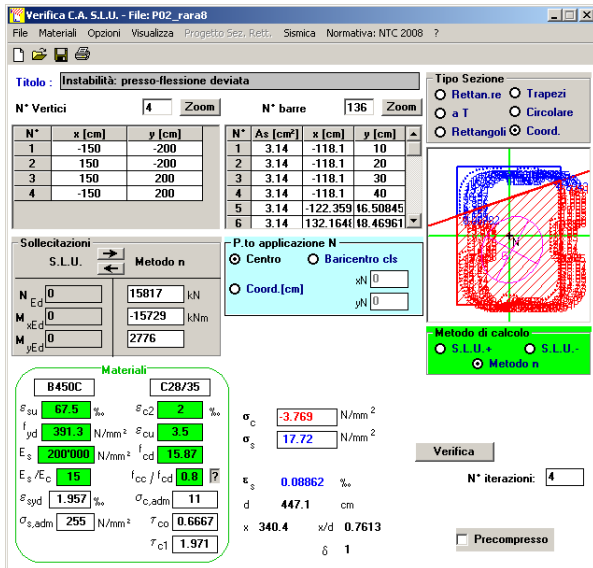 Verifica C.A. S.L.U. - File: P02_rara8
File Materiali Opzioni Visualizza Progetto Sez. Rett. Sismica Normativa: NTC 2008 ?
Titolo : Instabilità: presso-flessione deviata
N° Vertici 4 Zoom N° barre 136 Zoom
N° x [cm] y [cm]
1 -150 -200
2 150 -200
3 150 200
4 -150 200
N° As [cm²] x [cm] y [cm]
1 3.14 -118.1 10
2 3.14 -118.1 20
3 3.14 -118.1 30
4 3.14 -118.1 40
5 3.14 -122.359 46.50845
6 3.14 132.164 48.46961
Tipo Sezione
Rettan.re Trapezi
a T Circolare
Rettangoli Coord.
N
Sollecitazioni
S.L.U. Metodo n
N Ed 0 15817 kN
M xEd 0 -15729 kNm
M yEd 0 2776
P.to applicazione N
Centro Baricentro cls
Coord.[cm] xN 0
yN 0
Metodo di calcolo
S.L.U.+ S.L.U.-
Metodo n
Materiali
B450C C28/35
εsu 67.5 ‰ εc2 2 ‰
fyd 391.3 N/mm² εcu 3.5
Es 200'000 N/mm² fcd 15.87
Es /Ec 15 fcc / fcd 0.8 ?
εsyd 1.957 ‰ σc,adm 11
σs,adm 255 N/mm² τco 0.6667
τc1 1.971
σc -3.769 N/mm²
σs 17.72 N/mm²
εs 0.08862 ‰
d 447.1 cm
x 340.4 x/d 0.7613
δ 1
Verifica
N° iterazioni: 4
Precompresso